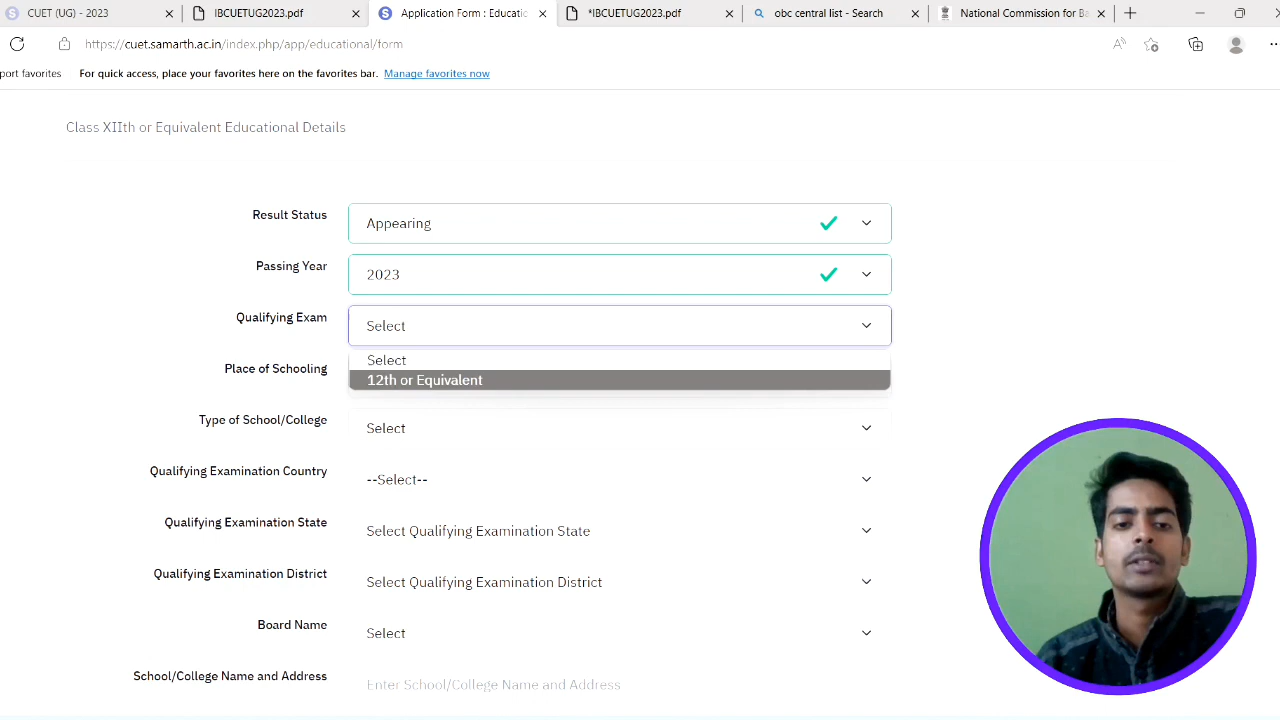 CUET (UG) - 2023
IBCUETUG2023.pdf
Application Form : Educatio
*IBCUETUG2023.pdf
obc central list - Search
National Commission for Ba
https://cuet.samarth.ac.in/index.php/app/educational/form
port favorites
For quick access, place your favorites here on the favorites bar. Manage favorites now
Class XIIth or Equivalent Educational Details
Result Status
Appearing
Passing Year
2023
Qualifying Exam
Select
Select
12th or Equivalent
Place of Schooling
Type of School/College
Select
Qualifying Examination Country
--Select--
Qualifying Examination State
Select Qualifying Examination State
Qualifying Examination District
Select Qualifying Examination District
Board Name
Select
School/College Name and Address
Enter School/College Name and Address